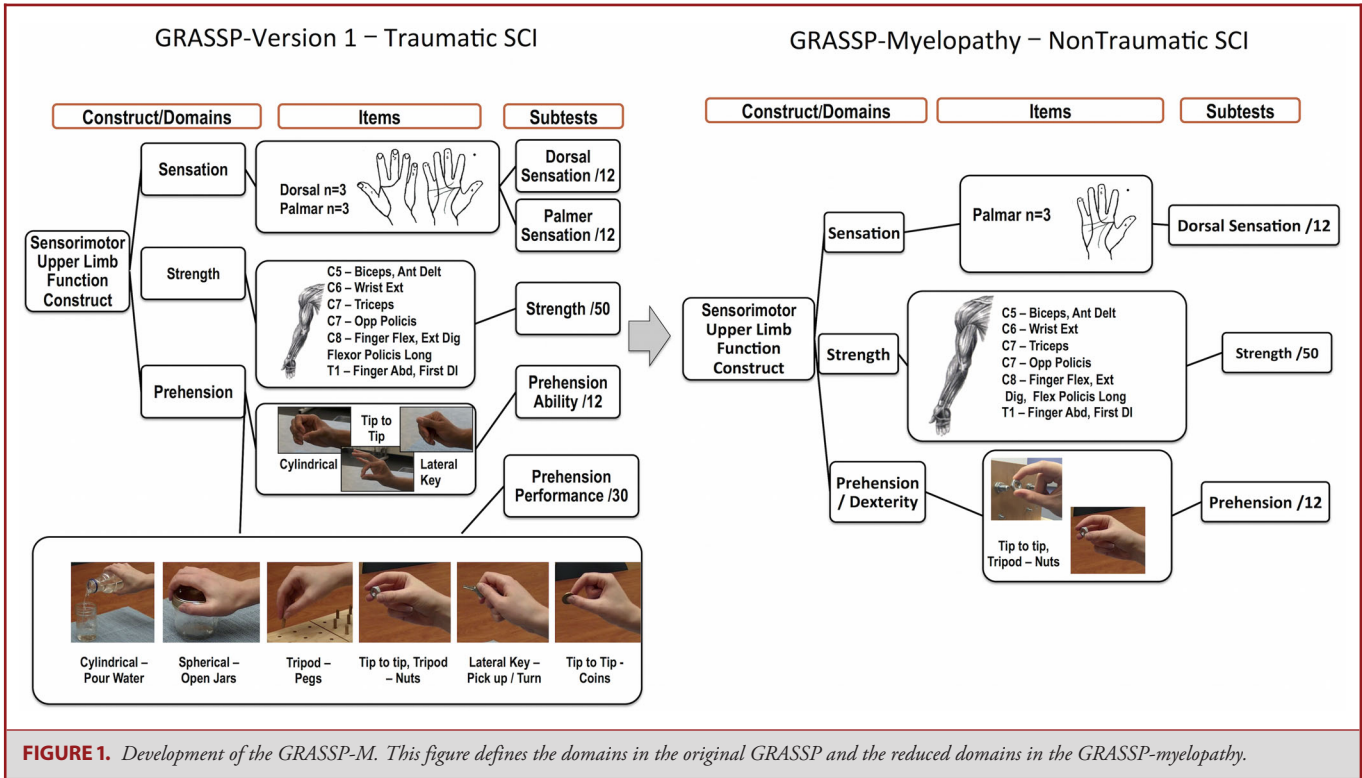 GRASSP-Version 1 – Traumatic SCI
Construct/Domains
Items
Subtests
Sensorimotor
Upper Limb
Function
Construct
Sensation
Dorsal n=3
Palmar n=3
Dorsal
Sensation /12
Palmer
Sensation /12
Strength
C5 – Biceps, Ant Delt
C6 – Wrist Ext
C7 – Triceps
C7 – Opp Policis
C8 – Finger Flex, Ext Dig
Flexor Policis Long
T1 – Finger Abd, First DI
Strength /50
Prehension
Cylindrical
Tip to
Tip
Lateral
Key
Prehension
Ability /12
Prehension
Performance /30
Cylindrical –
Pour Water
Spherical –
Open Jars
Tripod –
Pegs
Tip to tip, Tripod
– Nuts
Lateral Key –
Pick up / Turn
Tip to Tip -
Coins
GRASSP-Myelopathy – NonTraumatic SCI
Construct/Domains
Items
Subtests
Sensorimotor
Upper Limb
Function
Construct
Sensation
Palmar n=3
Dorsal Sensation /12
Strength
C5 – Biceps, Ant Delt
C6 – Wrist Ext
C7 – Triceps
C7 – Opp Policis
C8 – Finger Flex, Ext
Dig, Flex Policis Long
T1 – Finger Abd, First DI
Strength /50
Prehension
/ Dexterity
Tip to tip,
Tripod – Nuts
Prehension /12
FIGURE 1. Development of the GRASSP-M. This figure defines the domains in the original GRASSP and the reduced domains in the GRASSP-myelopathy.